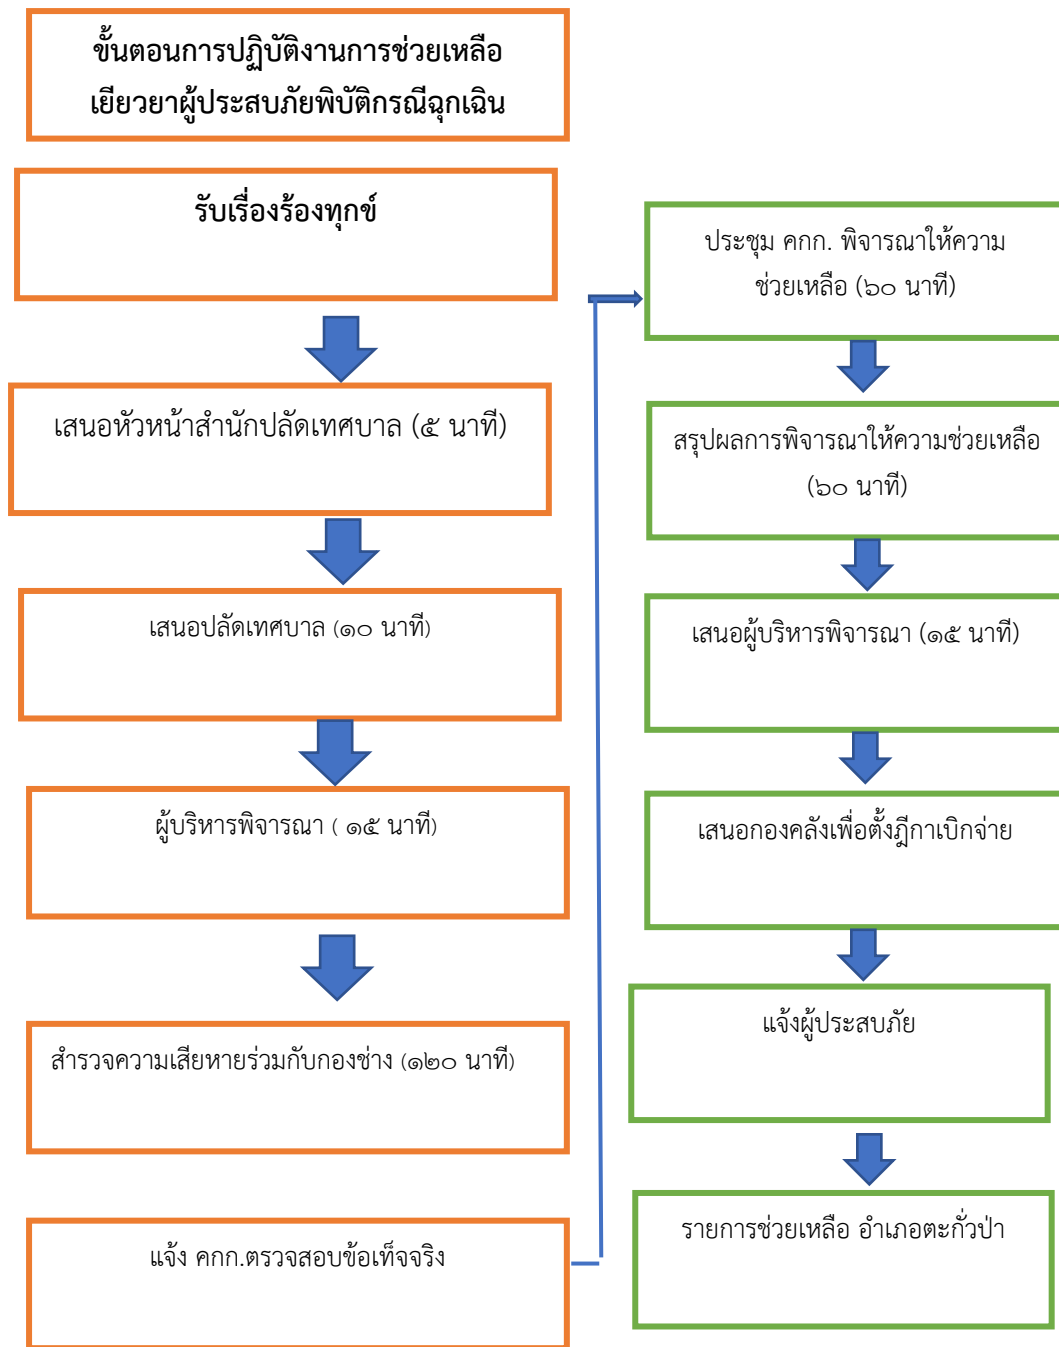 ขั้นตอนการปฏิบัติงานการช่วยเหลือ
เยียวยาผู้ประสบภัยพิบัติกรณีฉุกเฉิน
รับเรื่องร้องทุกข์
เสนอหัวหน้าสำนักปลัดเทศบาล (๕ นาที)
เสนอปลัดเทศบาล (๑๐ นาที)
ผู้บริหารพิจารณา ( ๑๕ นาที)
สำรวจความเสียหายร่วมกับกองช่าง (๑๒๐ นาที)
แจ้ง คกก.ตรวจสอบข้อเท็จจริง
ประชุม คกก. พิจารณาให้ความ
ช่วยเหลือ (๖๐ นาที)
สรุปผลการพิจารณาให้ความช่วยเหลือ
(๖๐ นาที)
เสนอผู้บริหารพิจารณา (๑๕ นาที)
เสนอกองคลังเพื่อตั้งฎีกาเบิกจ่าย
แจ้งผู้ประสบภัย
รายการช่วยเหลือ อำเภอตะกั่วป่า